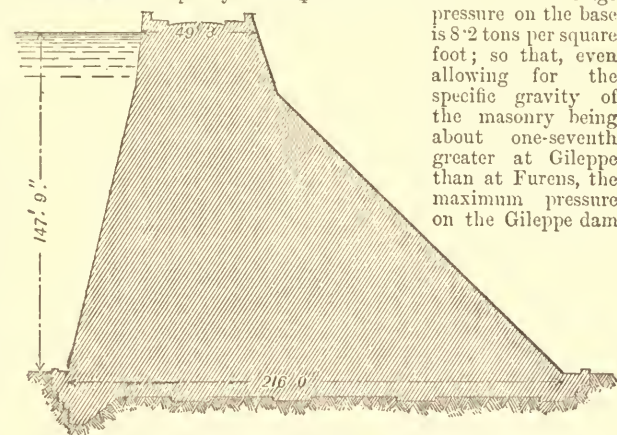 pressure on the base
is 8·2 tons per square
foot; so that, even
allowing for the
specific gravity of
the masonry being
about one-seventh
greater at Gileppe
than at Furens, the
maximum pressure
on the Gileppe dam
49' 3"
147' 9"
216' 0"